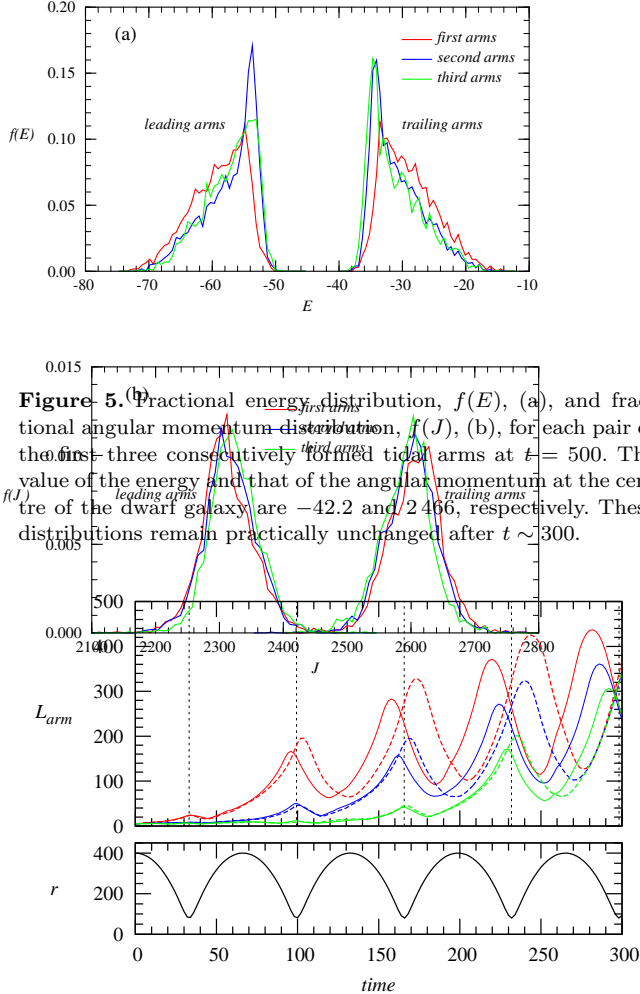 0.20
(a)
first arms
second arms
third arms
0.15
leading arms
trailing arms
f(E)
0.10
0.05
0.00
-80 -70 -60 -50 -40 -30 -20 -10
E
0.015
(b)
Figure 5. Fractional energy distribution, f(E), (a), and frac
first arms
tional angular momentum distribution, f(J), (b), for each pair o
second arms
the first three consecutively formed tidal arms at t = 500. Th
third arms
0.010
value of the energy and that of the angular momentum at the cen
f(J)
leading arms
trailing arms
tre of the dwarf galaxy are −42.2 and 2 466, respectively. Thes
distributions remain practically unchanged after t ∼ 300.
0.005
0.000
2100 2200 2300 2400 2500 2600 2700 2800
J
500
400
300
L arm
200
100
0
400
r
200
0
0 50 100 150 200 250 300
time